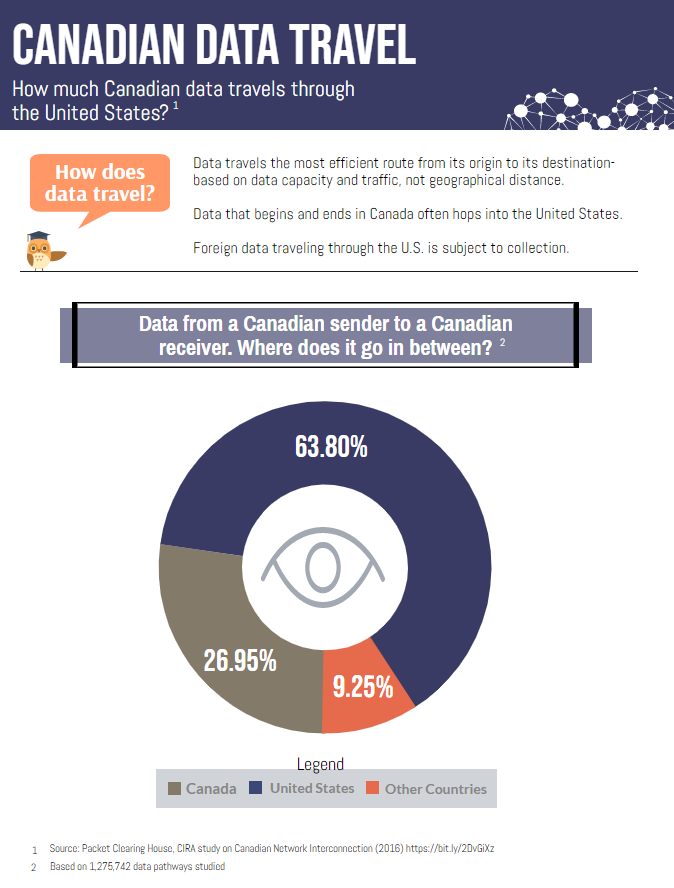 CANADIAN DATA TRAVEL
How much Canadian data travels through
the United States? 1
How does
data travel?
Data travels the most efficient route from its origin to its destination-
based on data capacity and traffic, not geographical distance.
Data that begins and ends in Canada often hops into the United States.
Foreign data traveling through the U.S. is subject to collection.
Data from a Canadian sender to a Canadian
receiver. Where does it go in between? 2
63.80%
26.95%
9.25%
Legend
Canada United States Other Countries
1 Source: Packet Clearing House, CIRA study on Canadian Network Interconnection (2016) https://bit.ly/2DvGiXz
2 Based on 1,275,742 data pathways studied